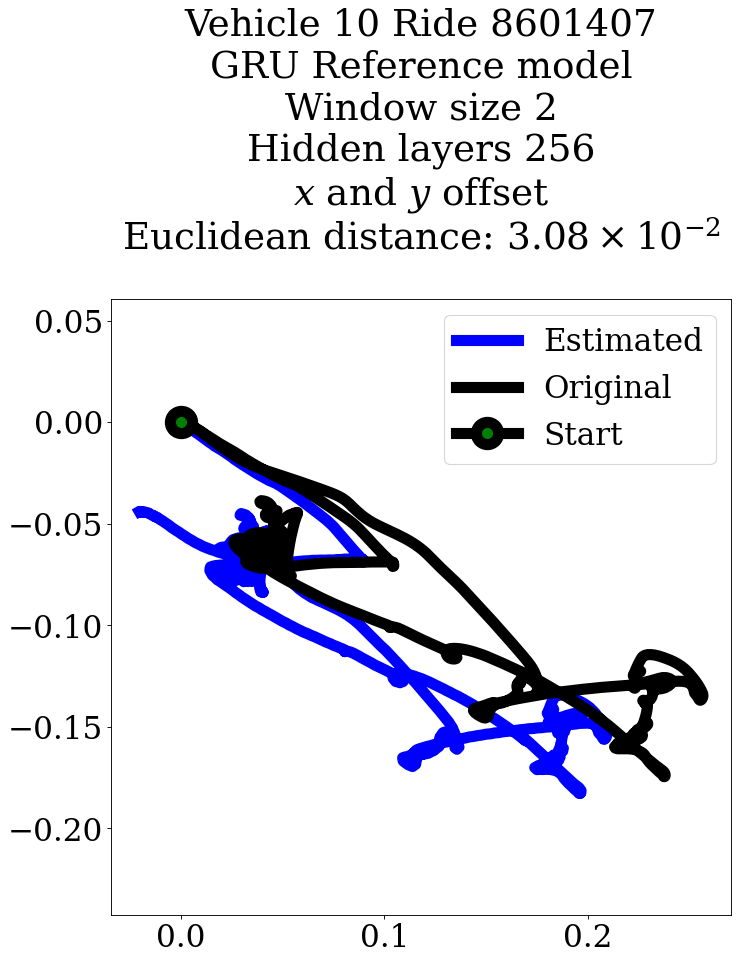 Vehicle 10 Ride 8601407
GRU Reference model
Window size 2
Hidden layers 256
x and y offset
Euclidean distance: 3.08 × 10⁻²
Estimated
Original
Start
0.05
0.00
−0.05
−0.10
−0.15
−0.20
0.0 0.1 0.2